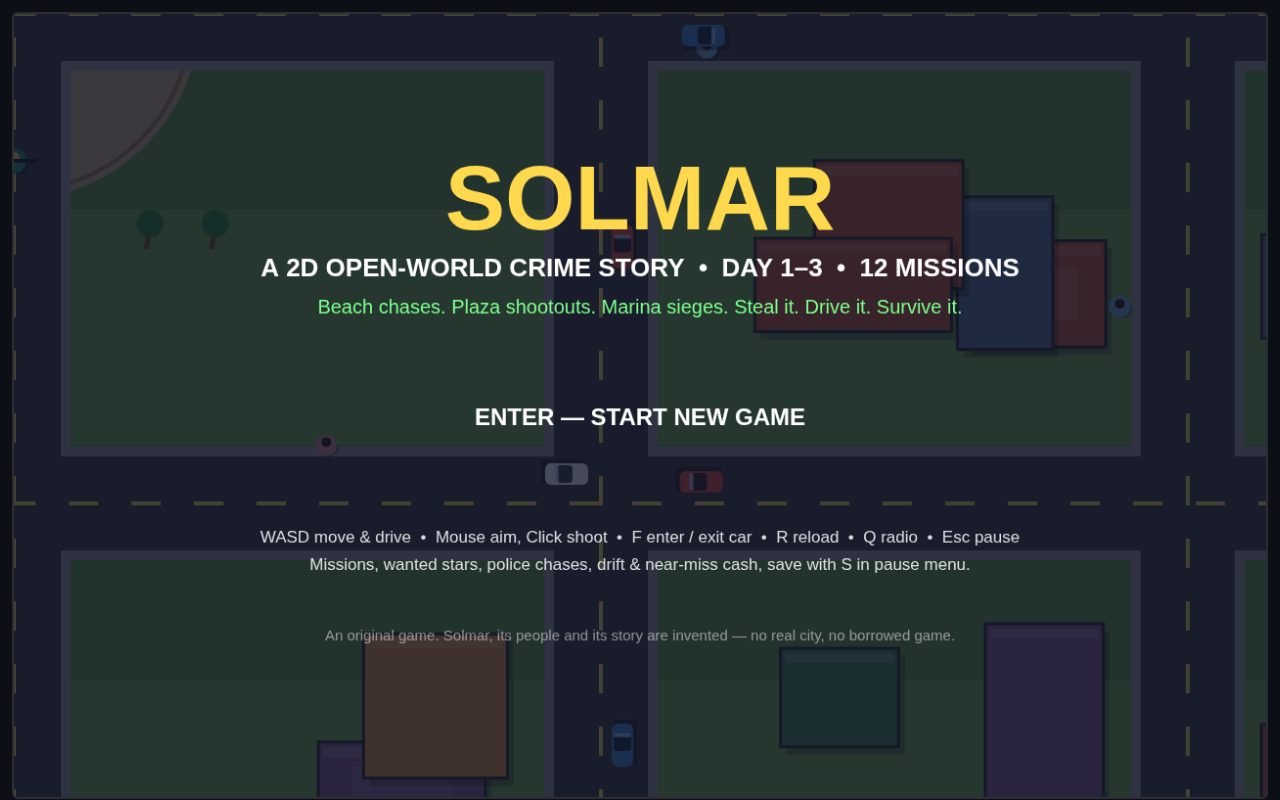 SOLMAR
A 2D OPEN-WORLD CRIME STORY • DAY 1–3 • 12 MISSIONS
Beach chases. Plaza shootouts. Marina sieges. Steal it. Drive it. Survive it.
ENTER — START NEW GAME
WASD move & drive • Mouse aim, Click shoot • F enter / exit car • R reload • Q radio • Esc pause
Missions, wanted stars, police chases, drift & near-miss cash, save with S in pause menu.
An original game. Solmar, its people and its story are invented — no real city, no borrowed game.